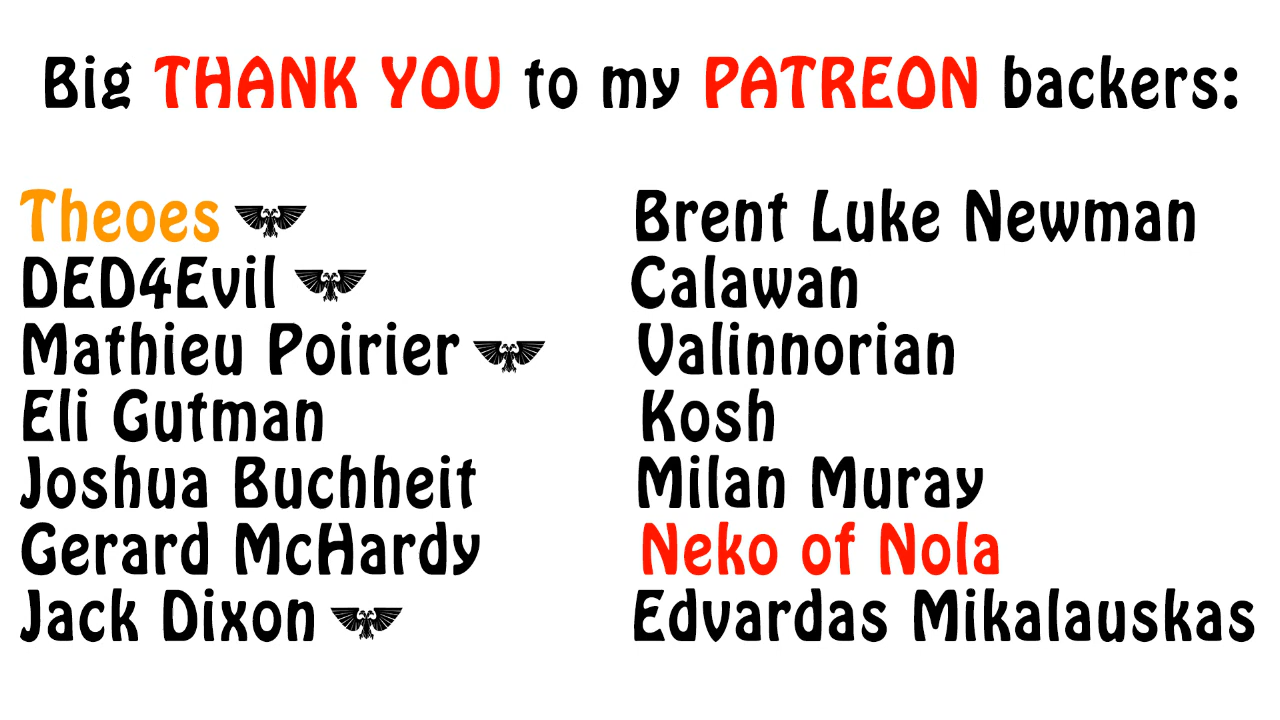 Big THANK YOU to my PATREON backers:
Theoes
DED4Evil
Mathieu Poirier
Eli Gutman
Joshua Buchheit
Gerard McHardy
Jack Dixon
Brent Luke Newman
Calawan
Valinnorian
Kosh
Milan Muray
Neko of Nola
Edvardas Mikalauskas